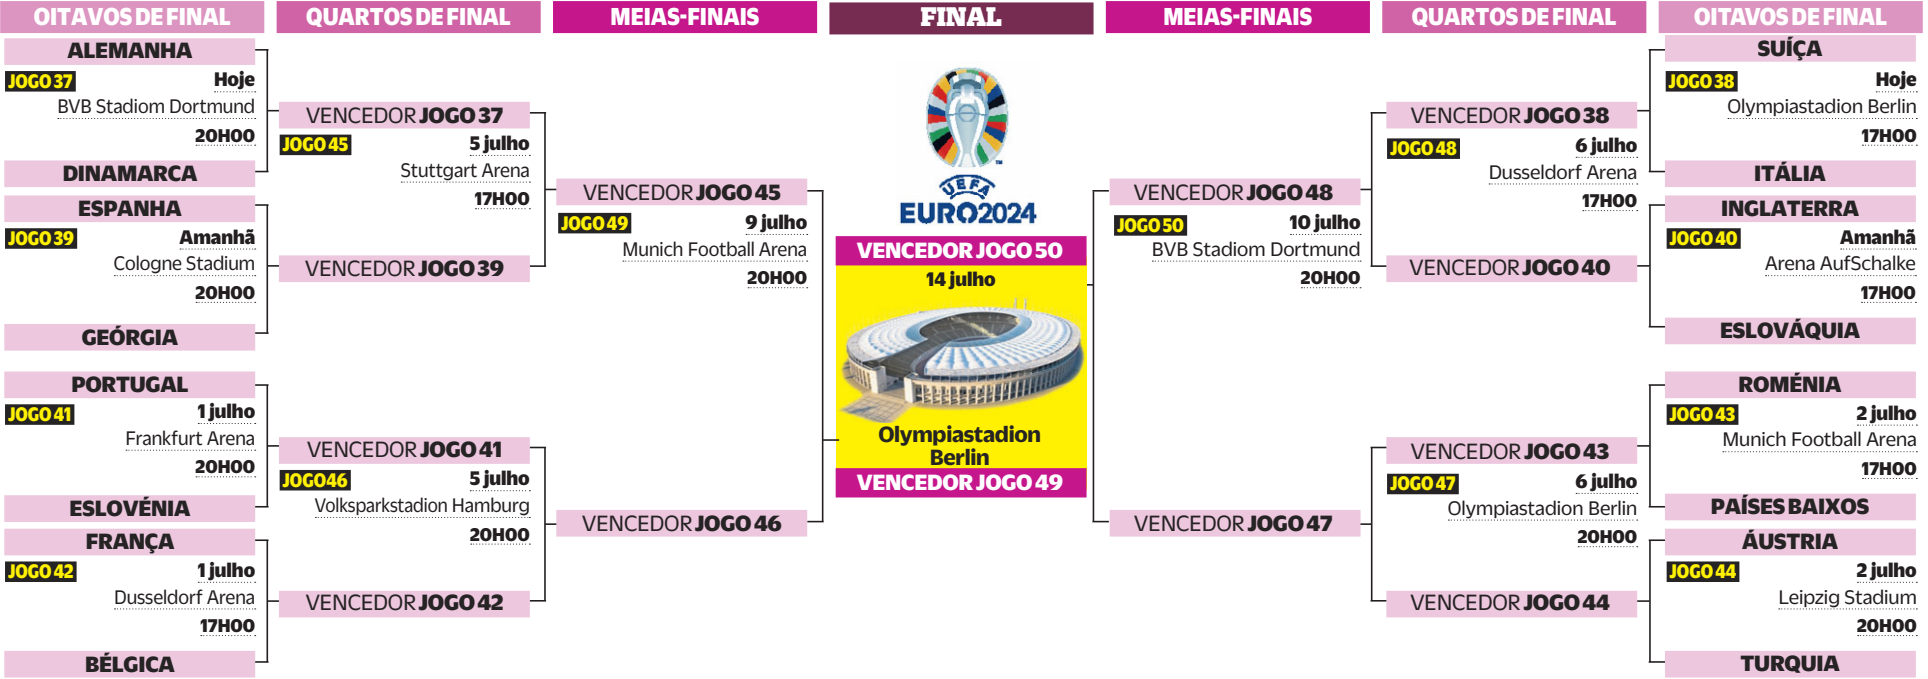 OITAVOS DE FINAL
QUARTOS DE FINAL
MEIAS-FINAIS
FINAL
MEIAS-FINAIS
QUARTOS DE FINAL
OITAVOS DE FINAL
ALEMANHA
JOGO 37 Hoje
BVB Stadiom Dortmund
20H00
DINAMARCA
ESPANHA
JOGO 39 Amanhã
Cologne Stadium
20H00
GEÓRGIA
PORTUGAL
JOGO 41 1 julho
Frankfurt Arena
20H00
ESLOVÉNIA
FRANÇA
JOGO 42 1 julho
Dusseldorf Arena
17H00
BÉLGICA
VENCEDOR JOGO 37
JOGO 45 5 julho
Stuttgart Arena
17H00
VENCEDOR JOGO 39
VENCEDOR JOGO 41
JOGO46 5 julho
Volksparkstadion Hamburg
20H00
VENCEDOR JOGO 42
VENCEDOR JOGO 45
JOGO 49 9 julho
Munich Football Arena
20H00
VENCEDOR JOGO 46
TM
UEFA
EURO2024
VENCEDOR JOGO 50
14 julho
Olympiastadion
Berlin
VENCEDOR JOGO 49
VENCEDOR JOGO 48
JOGO 50 10 julho
BVB Stadiom Dortmund
20H00
VENCEDOR JOGO 47
VENCEDOR JOGO 38
JOGO 48 6 julho
Dusseldorf Arena
17H00
VENCEDOR JOGO 40
VENCEDOR JOGO 43
JOGO 47 6 julho
Olympiastadion Berlin
20H00
VENCEDOR JOGO 44
SUÍÇA
JOGO 38 Hoje
Olympiastadion Berlin
17H00
ITÁLIA
INGLATERRA
JOGO 40 Amanhã
Arena AufSchalke
17H00
ESLOVÁQUIA
ROMÉNIA
JOGO 43 2 julho
Munich Football Arena
17H00
PAÍSES BAIXOS
ÁUSTRIA
JOGO 44 2 julho
Leipzig Stadium
20H00
TURQUIA